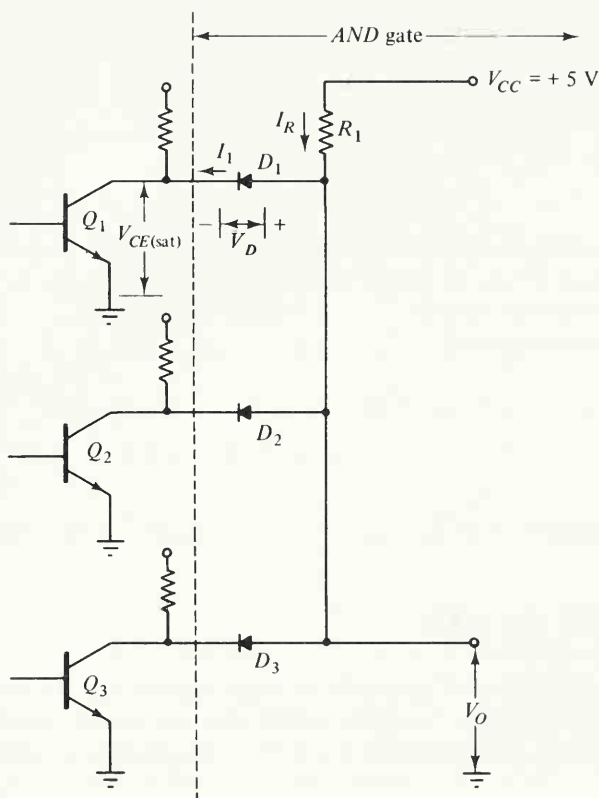 AND gate
V_CC = + 5 V
I_R
R_1
I_1
D_1
Q_1
V_CE(sat)
− V_D +
D_2
Q_2
D_3
Q_3
V_O